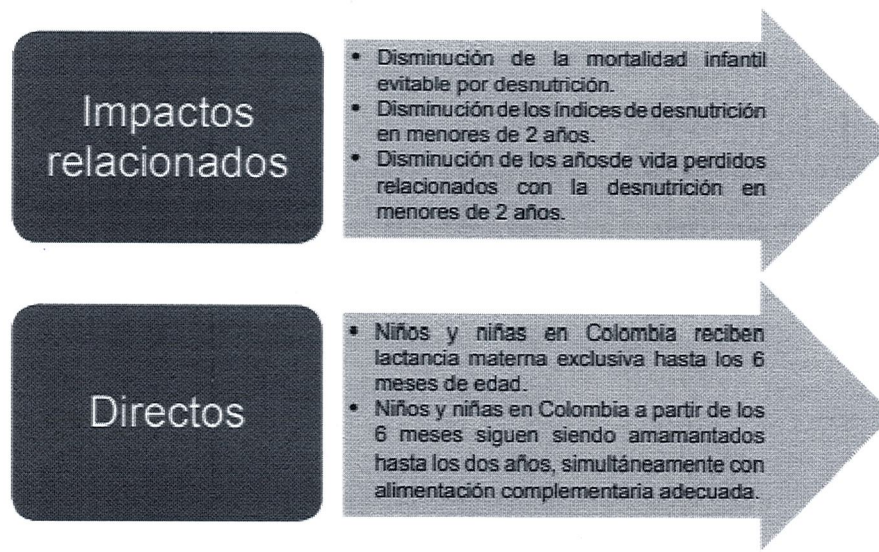 Impactos
relacionados
• Disminución de la mortalidad infantil
evitable por desnutrición.
• Disminución de los índices de desnutrición
en menores de 2 años.
• Disminución de los añosde vida perdidos
relacionados con la desnutrición en
menores de 2 años.
Directos
• Niños y niñas en Colombia reciben
lactancia materna exclusiva hasta los 6
meses de edad.
• Niños y niñas en Colombia a partir de los
6 meses siguen siendo amamantados
hasta los dos años, simultáneamente con
alimentación complementaria adecuada.